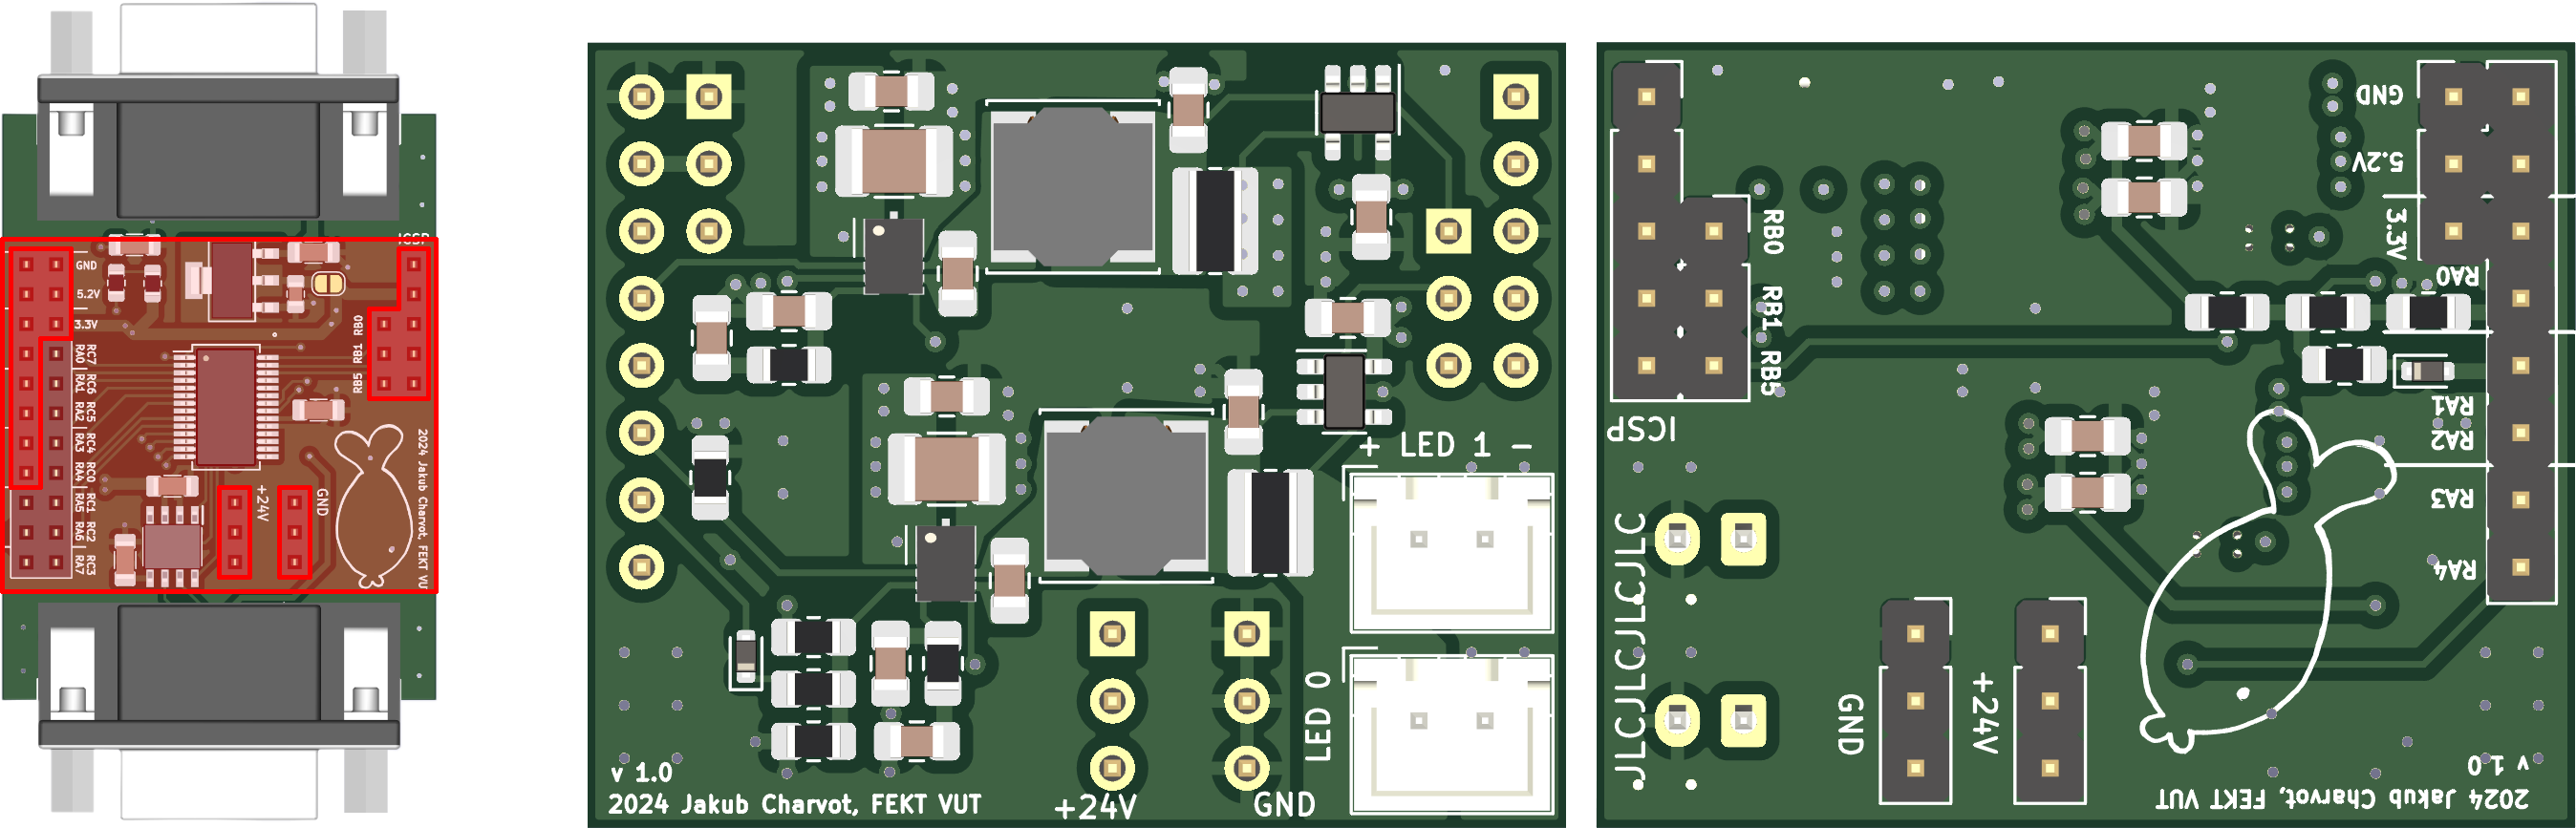 ICSP
GND
5.2V
3.3V
RC7
RA0
RC6
RA1
RC5
RA2
RC4
RA3
RC0
RA4
RC1
RA5
RC2
RA6
RC3
RA7
RB0
RB1
RB5
+24V
GND
2024 Jakub Charvot, FEKT VU
+ LED 1 -
LED 0
v 1.0
2024 Jakub Charvot, FEKT VUT
+24V
GND
GND
5.2V
3.3V
RA0
RA1
RA2
RA3
RA4
RB0
RB1
RB5
ICSP
JLCJLCJLCJLC
GND
+24V
v 1.0
2024 Jakub Charvot, FEKT VUT